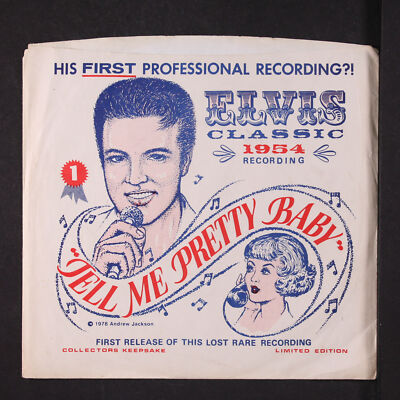 HIS FIRST PROFESSIONAL RECORDING?!
ELVIS
CLASSIC
1954
RECORDING
1
"TELL ME PRETTY BABY"
© 1978 Andrew Jackson
FIRST RELEASE OF THIS LOST RARE RECORDING
COLLECTORS KEEPSAKE LIMITED EDITION